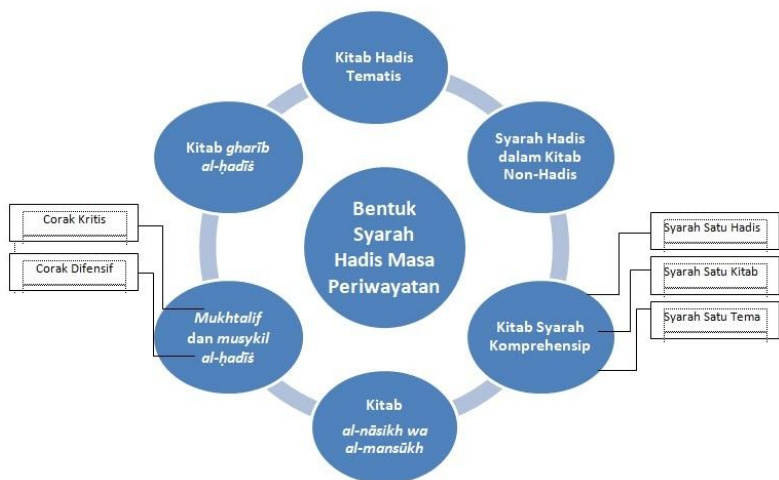 Kitab Hadis
Tematis
Syarah Hadis
dalam Kitab
Non-Hadis
Kitab gharīb
al-ḥadīṡ
Bentuk
Syarah
Hadis Masa
Periwayatan
Corak Kritis
Corak Difensif
Syarah Satu Hadis
Syarah Satu Kitab
Syarah Satu Tema
Mukhtalif
dan musykil
al-ḥadīṡ
Kitab Syarah
Komprehensip
Kitab
al-nāsikh wa
al-mansūkh